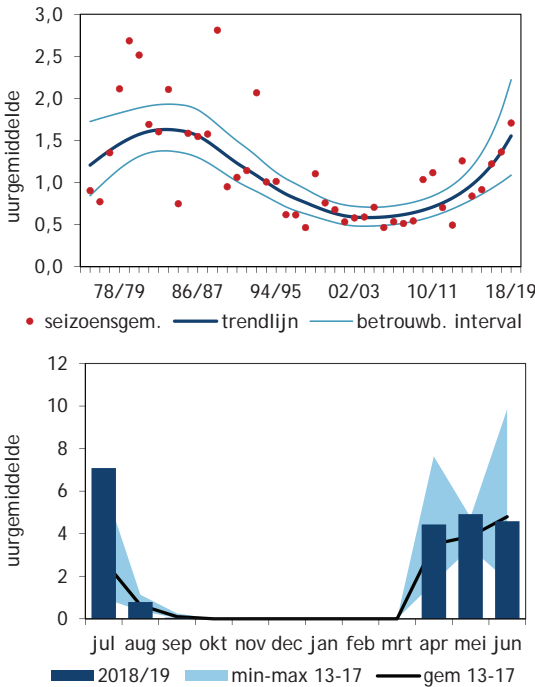 3,0
2,5
2,0
1,5
1,0
0,5
0,0
uurgemiddelde
78/79 86/87 94/95 02/03 10/11 18/19
seizoensgem. trendlijn betrouwb. interval
12
10
8
6
4
2
0
uurgemiddelde
jul aug sep okt nov dec jan feb mrt apr mei jun
2018/19 min-max 13-17 gem 13-17